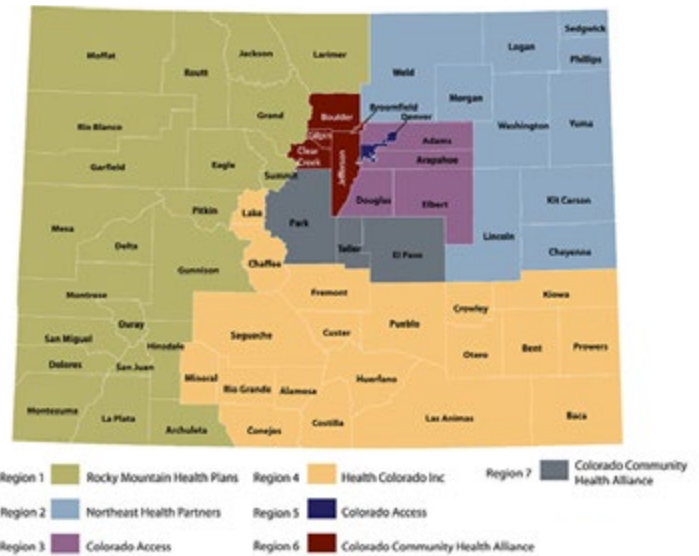 Sedgwick
Moffat
Jackson
Larimer
Logan
Phillips
Routt
Weld
Morgan
Rio Blanco
Grand
Boulder
Broomfield
Denver
Washington
Yuma
Gilpin
Adams
Garfield
Eagle
Clear
Creek
Jefferson
Arapahoe
Summit
Pitkin
Lake
Park
Douglas
Elbert
Kit Carson
Mesa
Delta
Lincoln
Teller
El Paso
Cheyenne
Gunnison
Chaffee
Montrose
Fremont
Crowley
Kiowa
Ouray
Saguache
Custer
Pueblo
San Miguel
Hinsdale
Otero
Bent
Prowers
Dolores
San Juan
Mineral
Rio Grande
Alamosa
Huerfano
Montezuma
La Plata
Archuleta
Conejos
Costilla
Las Animas
Baca
Region 1 Rocky Mountain Health Plans
Region 4 Health Colorado Inc
Region 7 Colorado Community
Health Alliance
Region 2 Northeast Health Partners
Region 5 Colorado Access
Region 3 Colorado Access
Region 6 Colorado Community Health Alliance